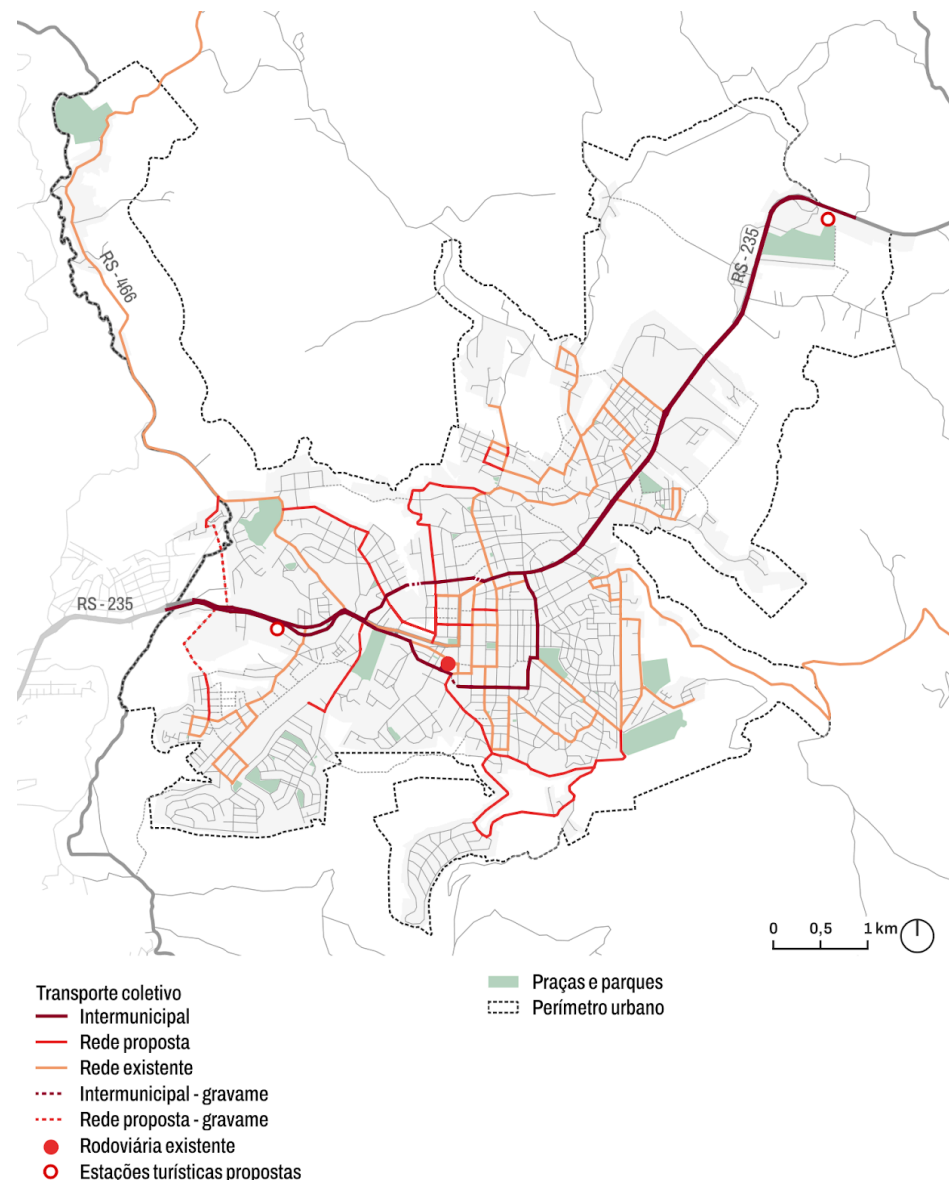 RS - 466
RS - 235
RS - 235
0 0,5 1 km
Transporte coletivo
Intermunicipal
Rede proposta
Rede existente
Intermunicipal - gravame
Rede proposta - gravame
Rodoviária existente
Estações turísticas propostas
Praças e parques
Perímetro urbano